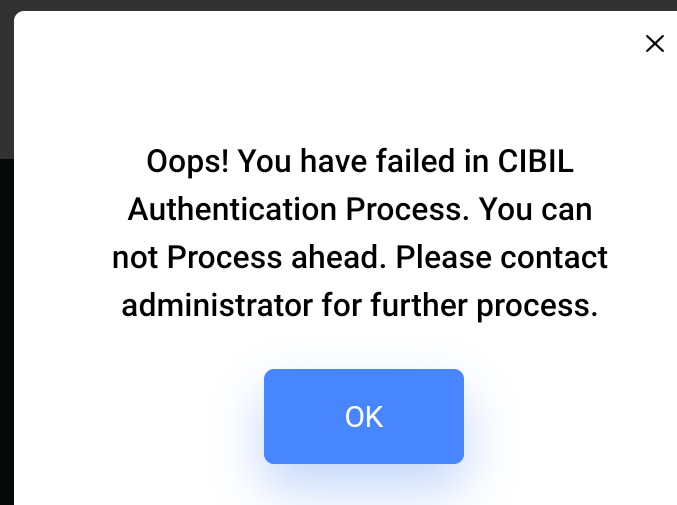 Oops! You have failed in CIBIL
Authentication Process. You can
not Process ahead. Please contact
administrator for further process.
OK